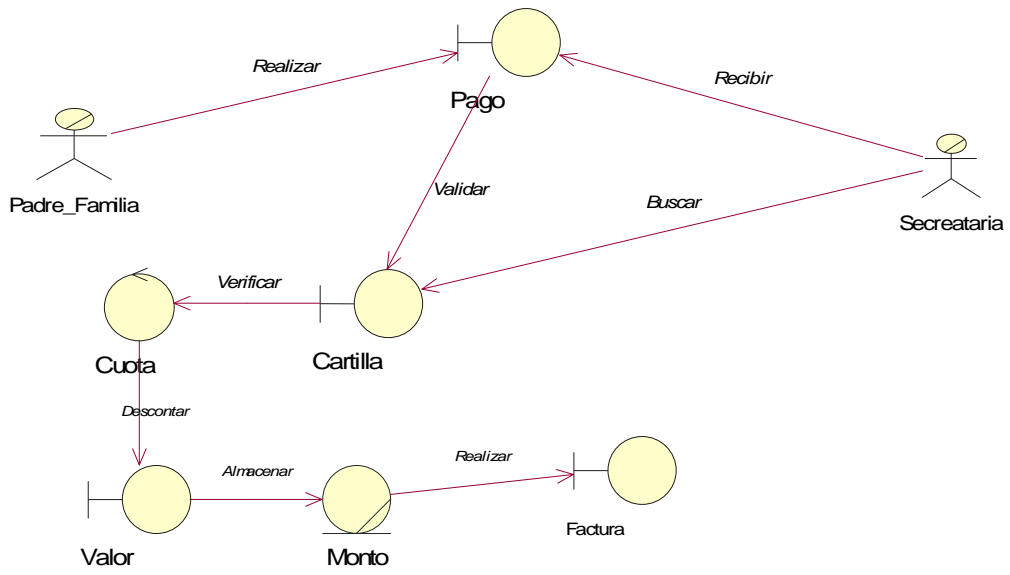 Realizar
Recibir
Pago
Padre_Familia
Validar
Buscar
Secreataria
Verificar
Cuota
Cartilla
Descontar
Almacenar
Realizar
Valor
Monto
Factura